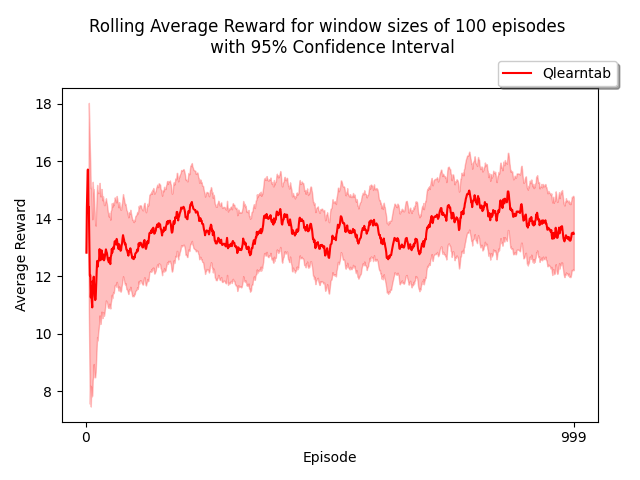 Rolling Average Reward for window sizes of 100 episodes
with 95% Confidence Interval
Qlearntab
18
16
14
12
10
8
Average Reward
0
999
Episode